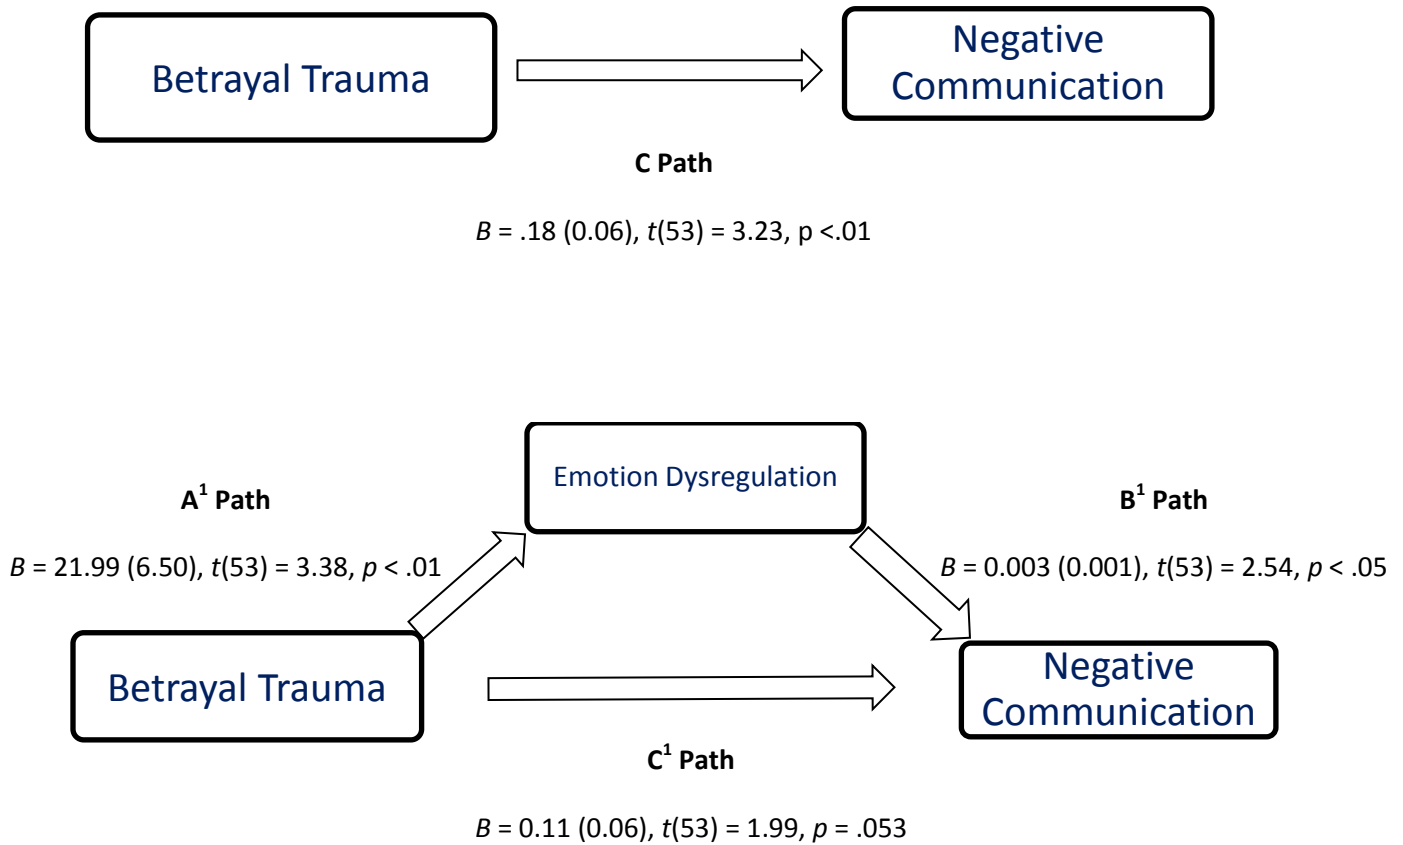 Betrayal Trauma
Negative
Communication
C Path
B = .18 (0.06), t(53) = 3.23, p <.01
Emotion Dysregulation
A¹ Path
B = 21.99 (6.50), t(53) = 3.38, p < .01
B¹ Path
B = 0.003 (0.001), t(53) = 2.54, p < .05
Betrayal Trauma
Negative
Communication
C¹ Path
B = 0.11 (0.06), t(53) = 1.99, p = .053